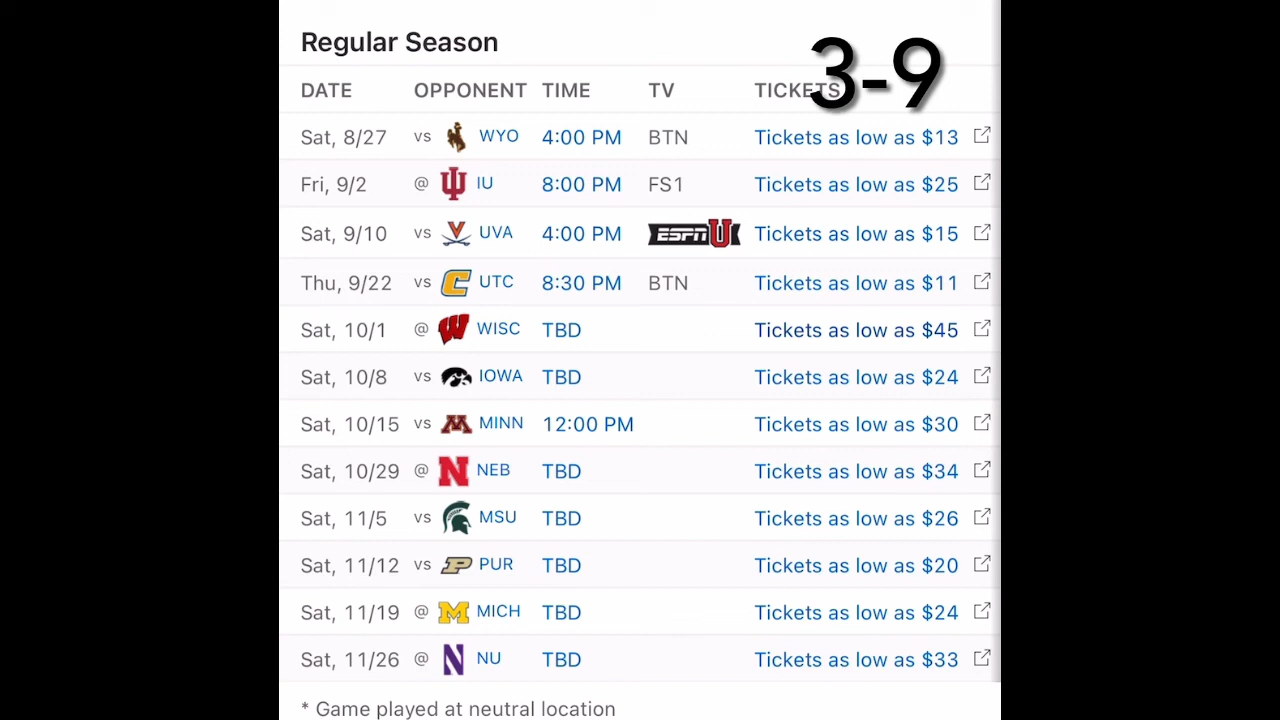 Regular Season
3-9
DATE OPPONENT TIME TV TICKETS
Sat, 8/27 vs WYO 4:00 PM BTN Tickets as low as $13
Fri, 9/2 @ IU 8:00 PM FS1 Tickets as low as $25
Sat, 9/10 vs UVA 4:00 PM ESPNU Tickets as low as $15
Thu, 9/22 vs C UTC 8:30 PM BTN Tickets as low as $11
Sat, 10/1 @ W WISC TBD Tickets as low as $45
Sat, 10/8 vs IOWA TBD Tickets as low as $24
Sat, 10/15 vs M MINN 12:00 PM Tickets as low as $30
Sat, 10/29 @ N NEB TBD Tickets as low as $34
Sat, 11/5 vs MSU TBD Tickets as low as $26
Sat, 11/12 vs P PUR TBD Tickets as low as $20
Sat, 11/19 @ M MICH TBD Tickets as low as $24
Sat, 11/26 @ N NU TBD Tickets as low as $33
* Game played at neutral location